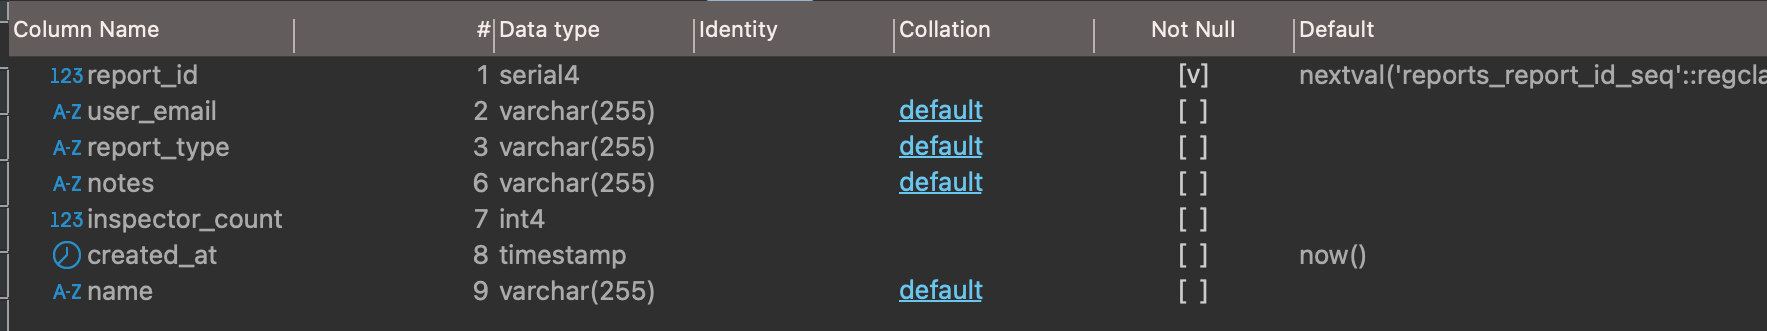 Column Name # Data type Identity Collation Not Null Default
123 report_id 1 serial4 [v] nextval('reports_report_id_seq'::regcla
A-Z user_email 2 varchar(255) default [ ]
A-Z report_type 3 varchar(255) default [ ]
A-Z notes 6 varchar(255) default [ ]
123 inspector_count 7 int4 [ ]
created_at 8 timestamp [ ] now()
A-Z name 9 varchar(255) default [ ]